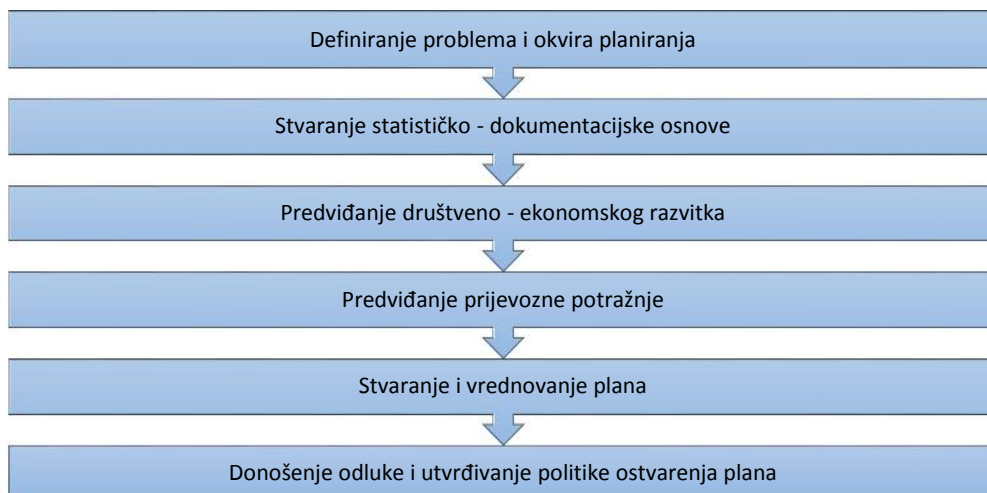 Definiranje problema i okvira planiranja
Stvaranje statističko - dokumentacijske osnove
Predviđanje društveno - ekonomskog razvitka
Predviđanje prijevozne potražnje
Stvaranje i vrednovanje plana
Donošenje odluke i utvrđivanje politike ostvarenja plana